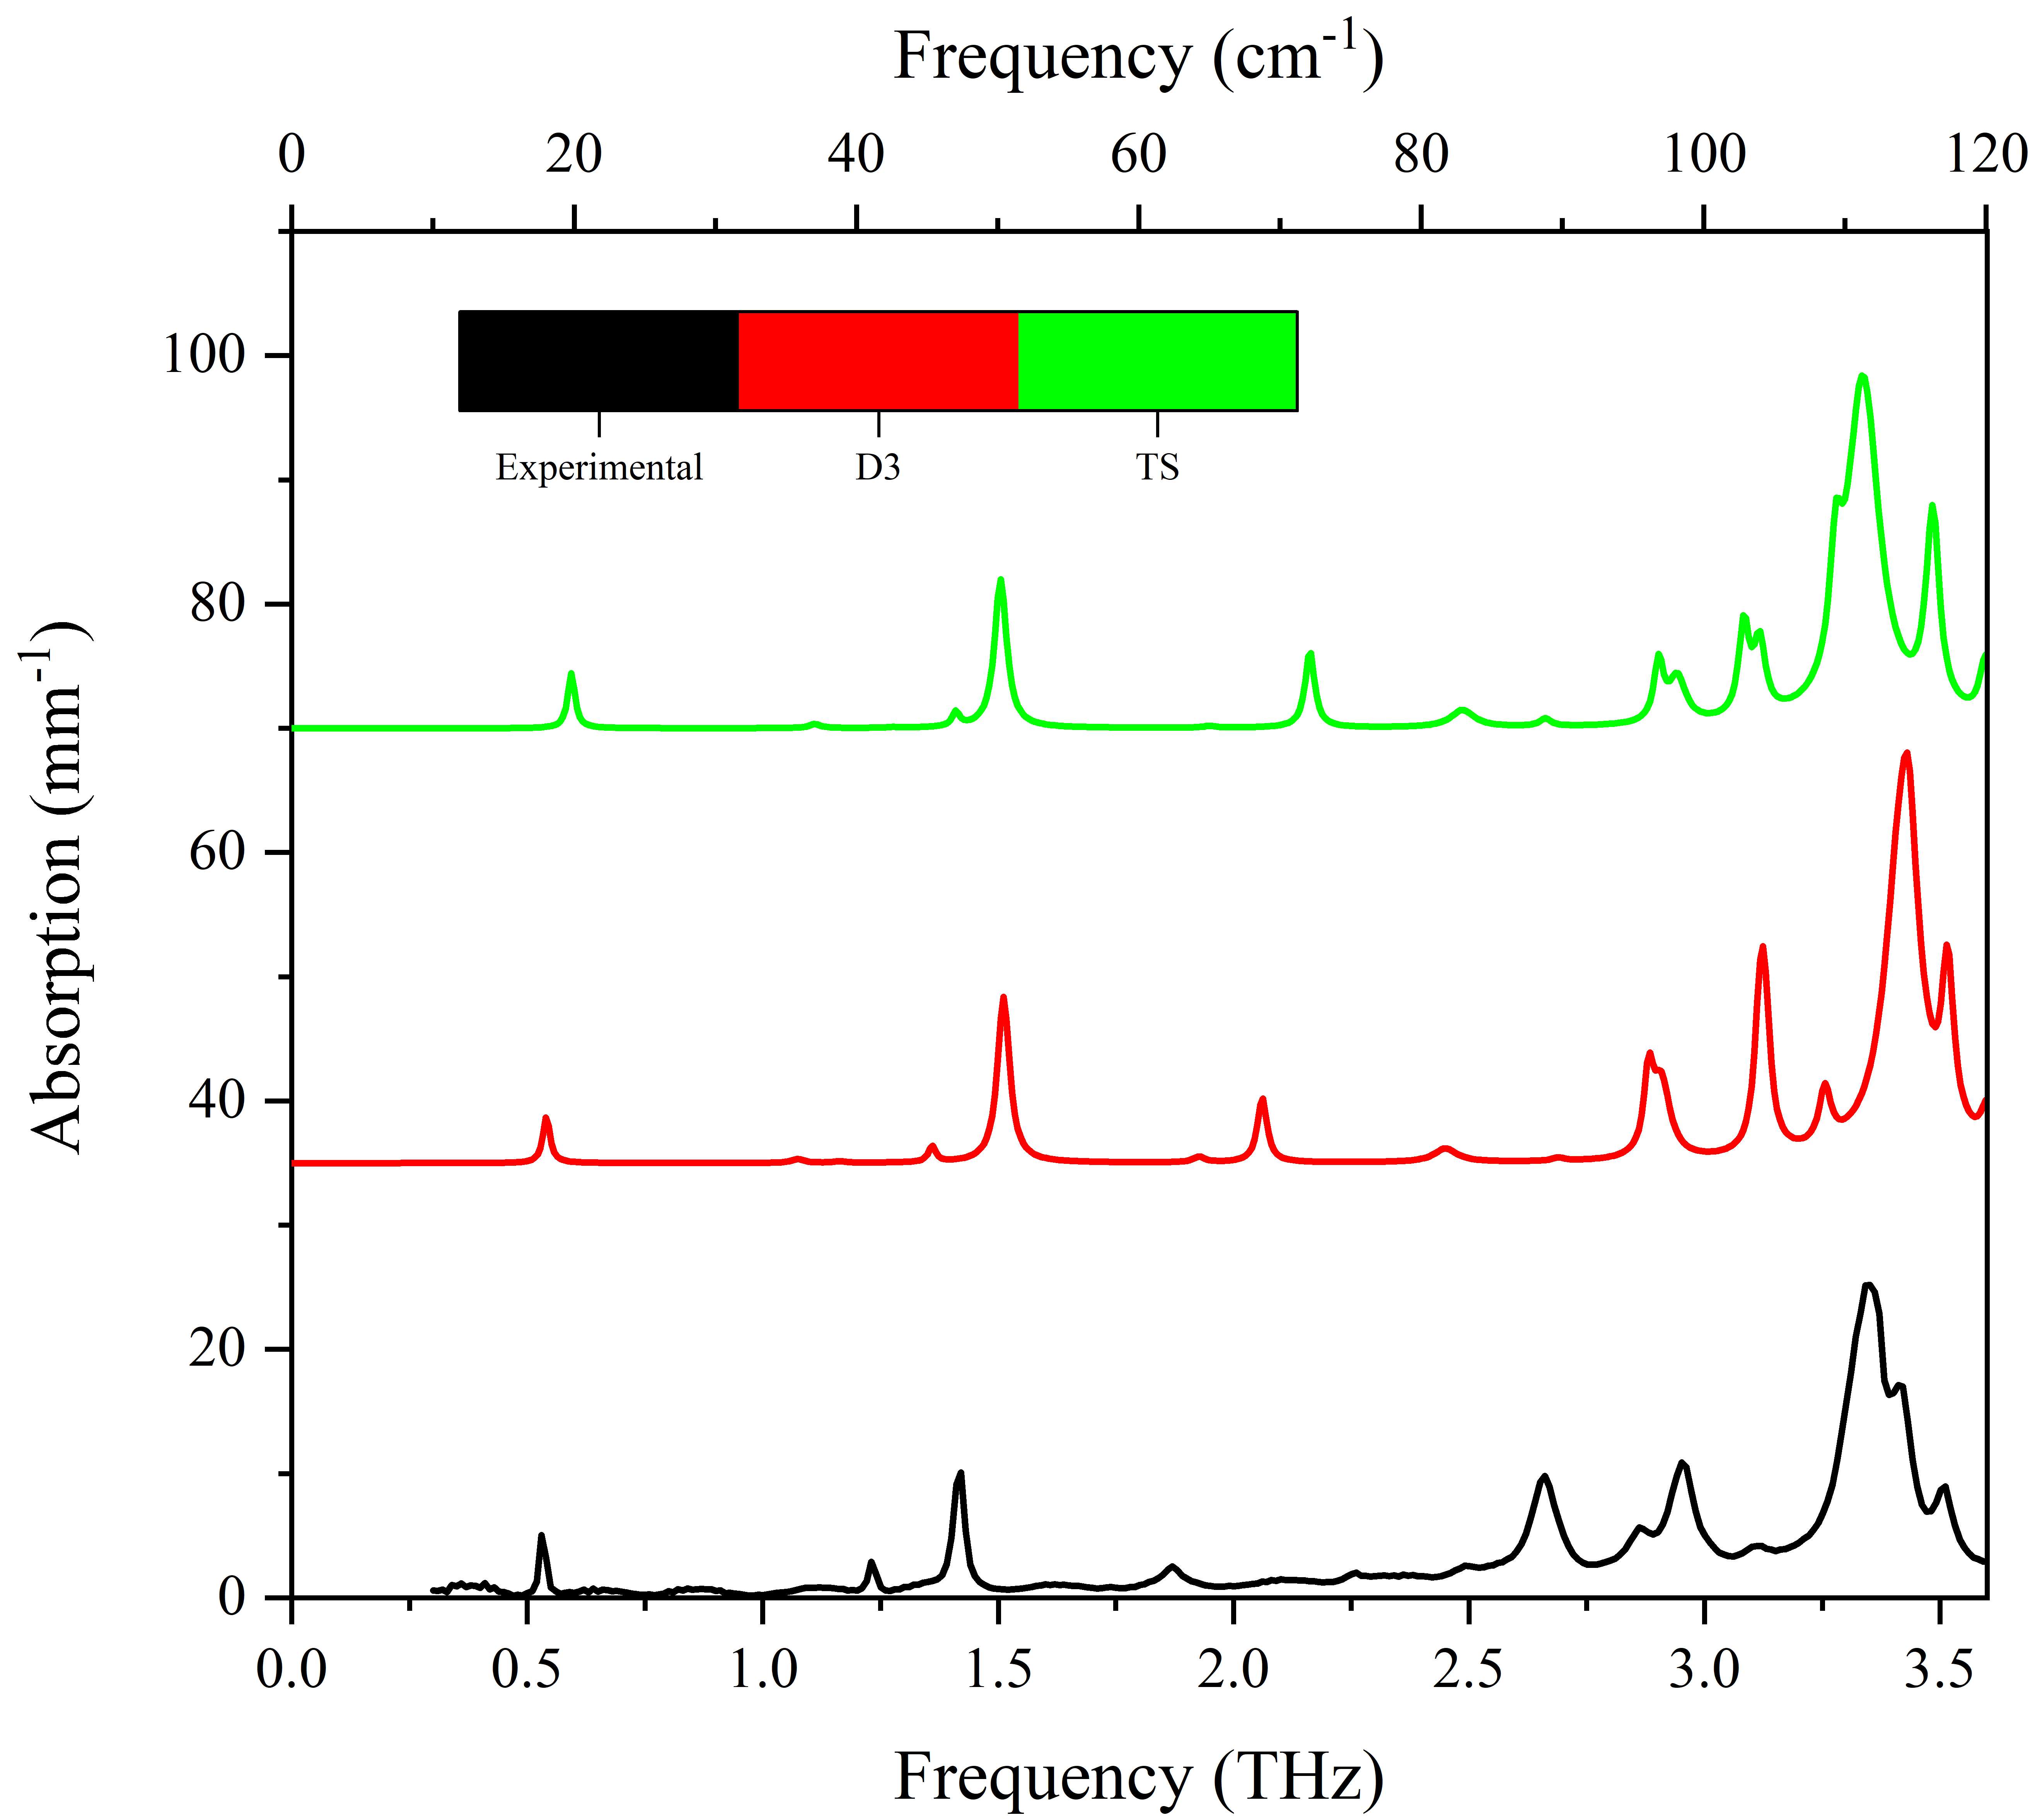 Frequency (cm-1)
0 20 40 60 80 100 120
Experimental D3 TS
Absorption (mm-1)
100
80
60
40
20
0
0.0 0.5 1.0 1.5 2.0 2.5 3.0 3.5
Frequency (THz)